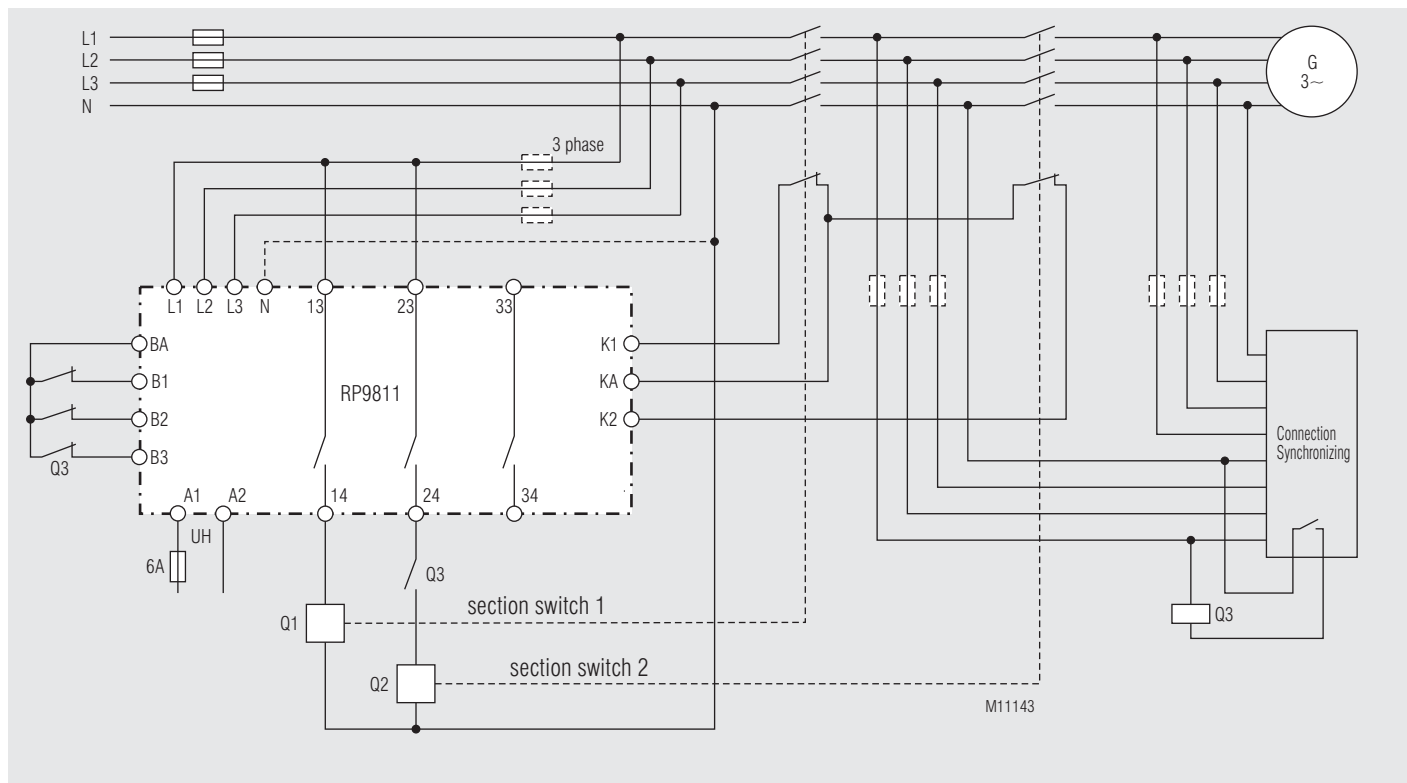 L1
L2
L3
N
G
3~
3 phase
L1 L2 L3 N 13 23 33
BA
B1
B2
B3
Q3
K1
KA
K2
RP9811
A1 A2 14 24 34
UH
6A
Q3
Connection
Synchronizing
Q1
section switch 1
Q3
Q2
section switch 2
M11143